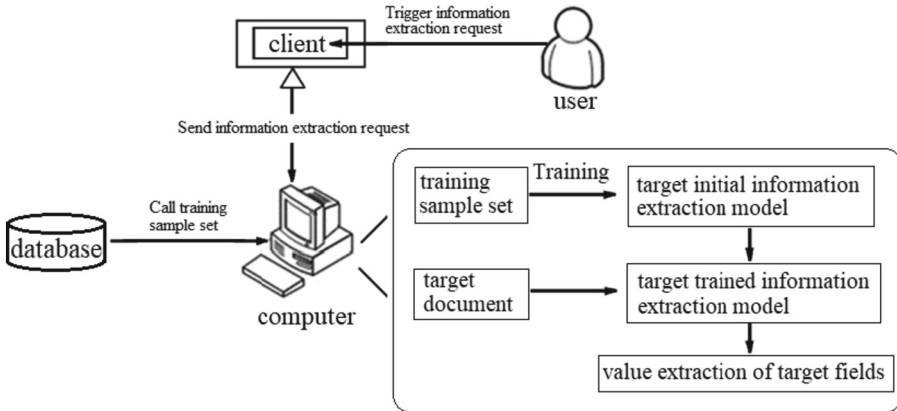 Trigger information
extraction request
client
user
Send information extraction request
training
sample set
Training
target initial information
extraction model
Call training
sample set
database
computer
target
document
target trained information
extraction model
value extraction of target fields